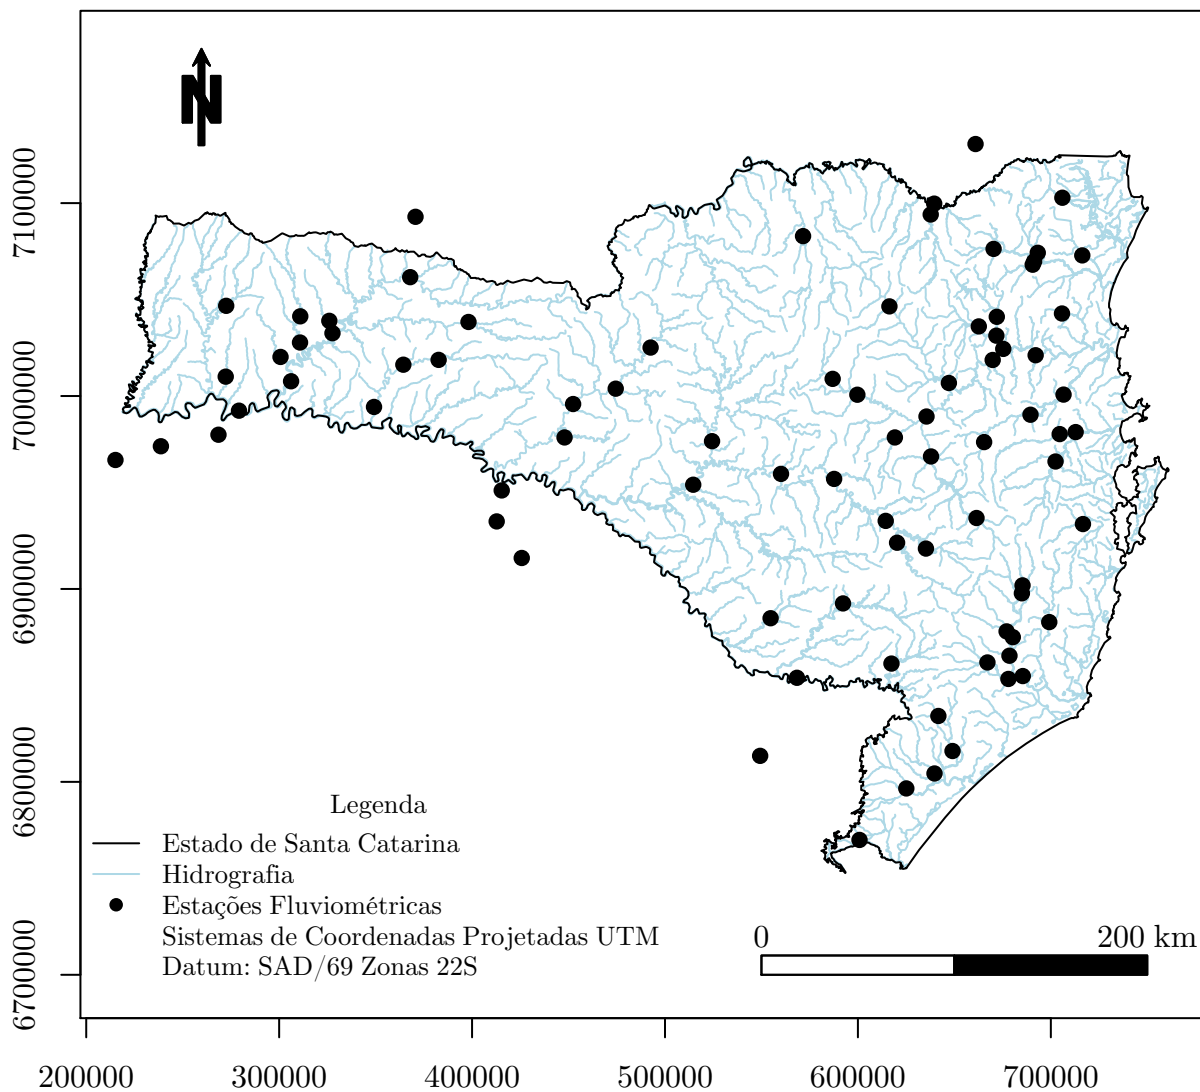 N
7100000
7000000
6900000
6800000
6700000
Legenda
Estado de Santa Catarina
Hidrografia
Estações Fluviométricas
Sistemas de Coordenadas Projetadas UTM
Datum: SAD/69 Zonas 22S
0 200 km
200000 300000 400000 500000 600000 700000